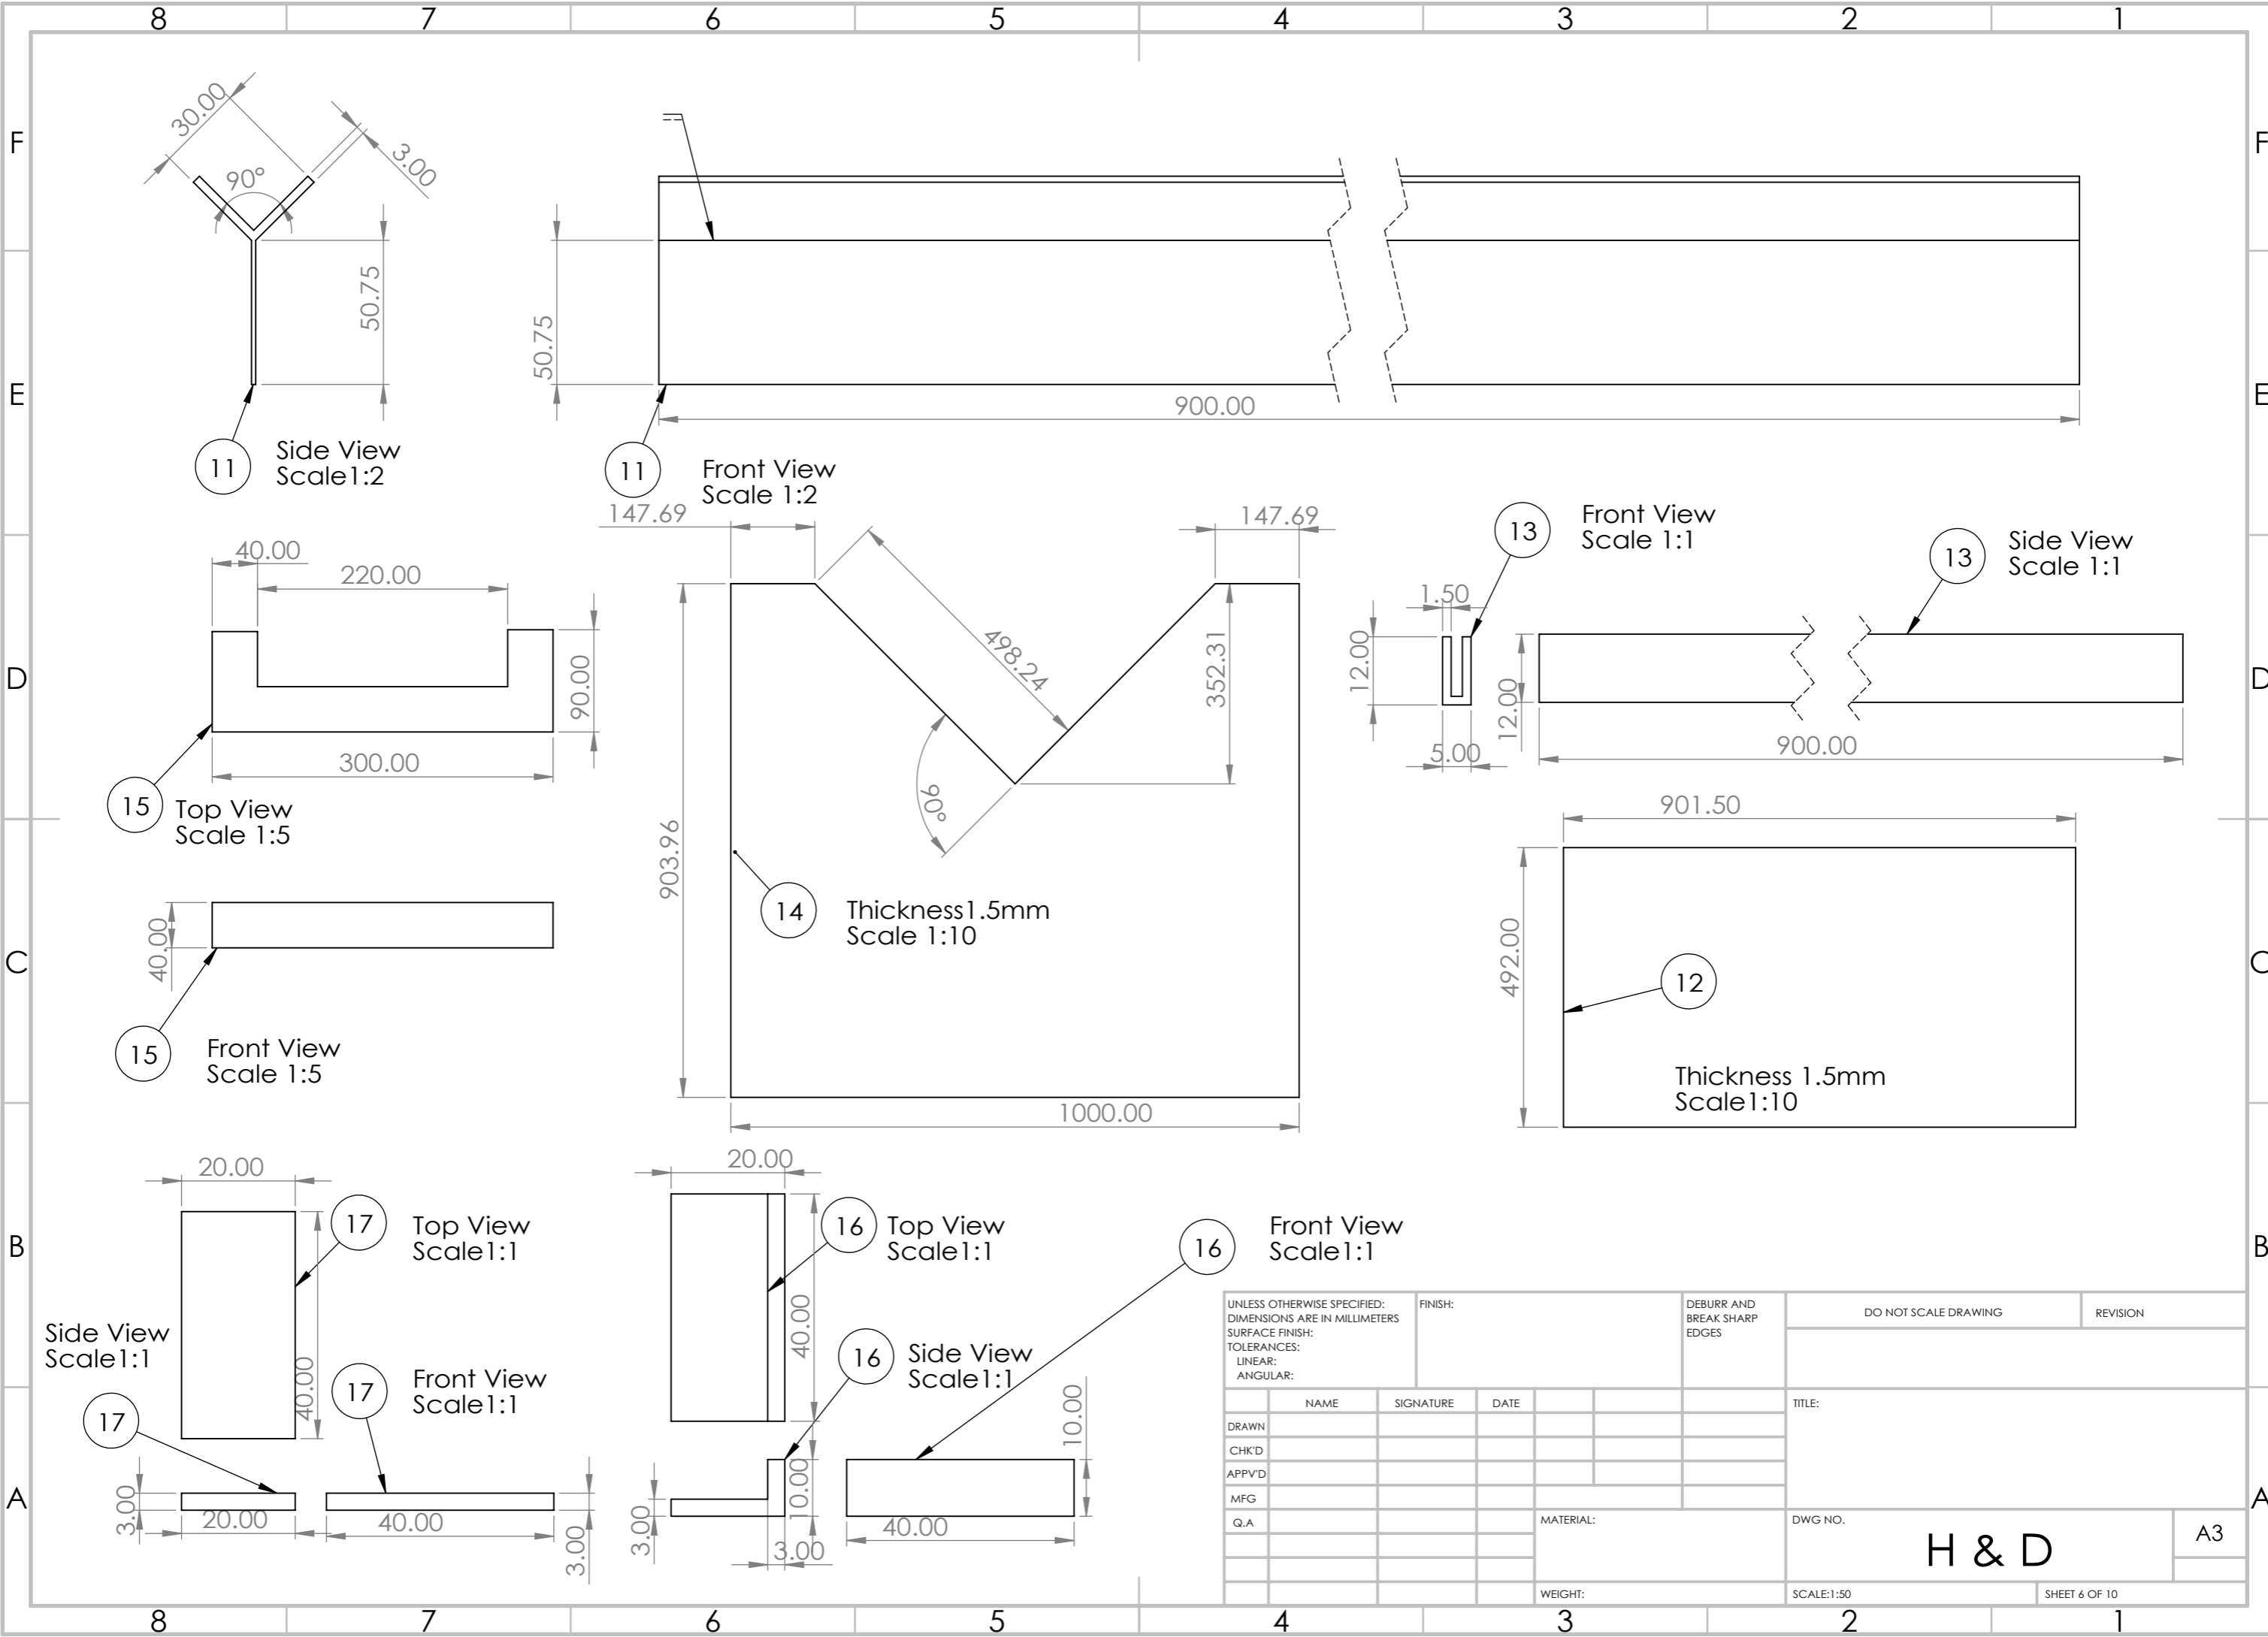 8 7 6 5 4 3 2 1
F
F
30.00
3.00
90°
50.75
50.75
E
E
900.00
11
Side View
Scale1:2
11
Front View
Scale 1:2
147.69
147.69
13
Front View
Scale 1:1
13
Side View
Scale 1:1
40.00
220.00
90.00
300.00
498.24
352.31
90°
1.50
12.00
5.00
12.00
900.00
D
D
15
Top View
Scale 1:5
903.96
901.50
492.00
14
Thickness1.5mm
Scale 1:10
40.00
12
C
C
15
Front View
Scale 1:5
Thickness 1.5mm
Scale1:10
1000.00
20.00
20.00
17
Top View
Scale1:1
40.00
16
Top View
Scale1:1
40.00
16
Front View
Scale1:1
B
B
Side View
Scale1:1
17
17
Front View
Scale1:1
16
Side View
Scale1:1
3.00
20.00
40.00
3.00
3.00
10.00
3.00
40.00
10.00
A
A
UNLESS OTHERWISE SPECIFIED:
DIMENSIONS ARE IN MILLIMETERS
SURFACE FINISH:
TOLERANCES:
LINEAR:
ANGULAR:
FINISH:
DEBURR AND
BREAK SHARP
EDGES
DO NOT SCALE DRAWING
REVISION
NAME
SIGNATURE
DATE
TITLE:
DRAWN
CHK'D
APPV'D
MFG
Q.A
MATERIAL:
DWG NO.
H & D
A3
WEIGHT:
SCALE:1:50
SHEET 6 OF 10
8 7 6 5 4 3 2 1